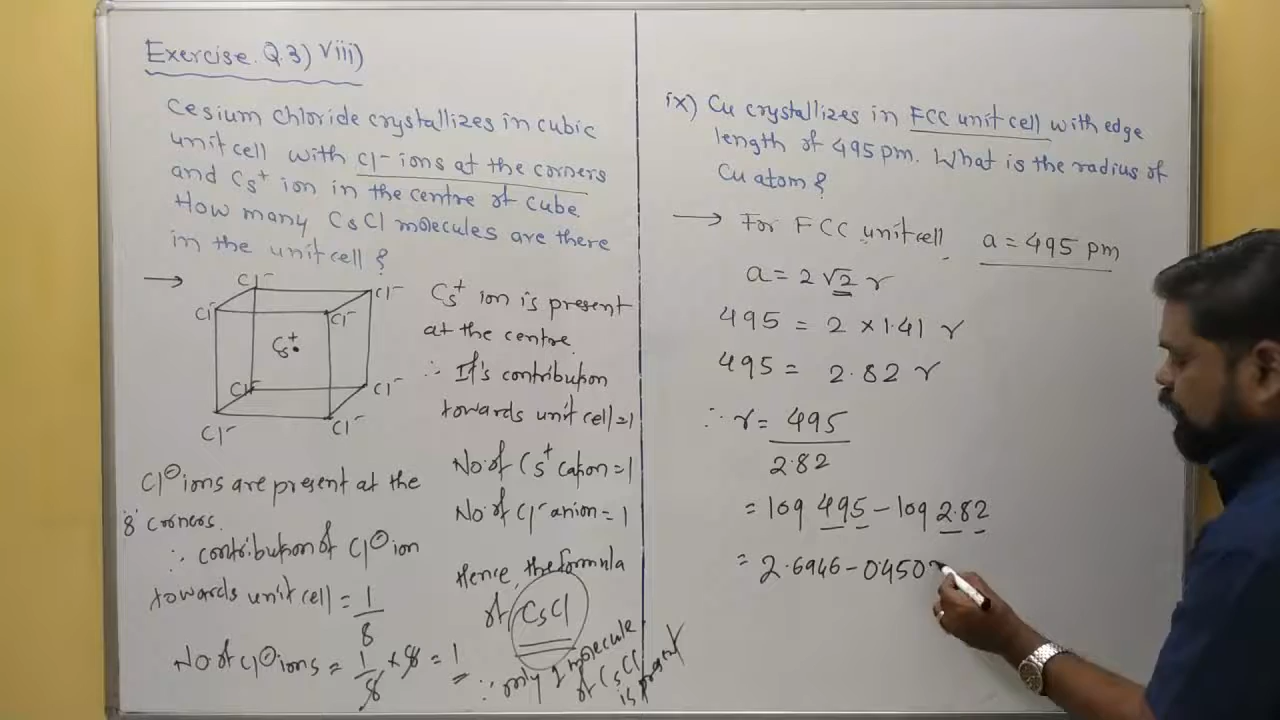 Exercise. Q.3) viii)
Cesium chloride crystallizes in cubic
unit cell with Cl- ions at the corners
and Cs+ ion in the centre of cube.
How many CsCl molecules are there
in the unit cell?
→
Cl-
Cl-
Cl-
Cl-
Cs+
Cl-
Cl-
Cl-
Cl-
Cs+ ion is present
at the centre.
∴ It's contribution
towards unit cell=1
No. of Cs+ cation = 1
No of Cl- anion = 1
Hence, the formula
of CsCl
∵ only 1 molecule
of CsCl
is present
Cl⊖ ions are present at the
'8' corners.
∴ contribution of Cl⊖ ion
towards unit cell = 1/8
No of Cl⊖ ions = 1/8 × 8 = 1
ix) Cu crystallizes in FCC unit cell with edge
length of 495 pm. What is the radius of
Cu atom?
→ For FCC unit cell, a = 495 pm
a = 2 √2 r
495 = 2 × 1.41 r
495 = 2.82 r
∴ r = 495
2.82
= log 495 - log 2.82
= 2.6946 - 0.450